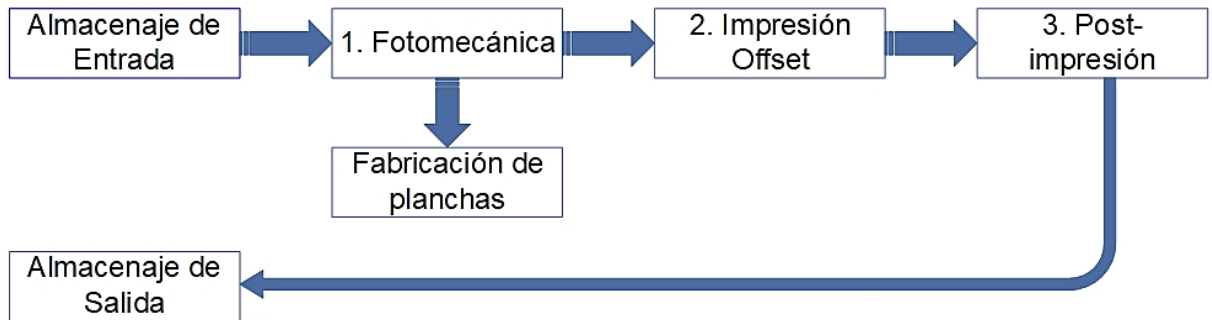 Almacenaje de
Entrada
1. Fotomecánica
2. Impresión
Offset
3. Post-
impresión
Fabricación de
planchas
Almacenaje de
Salida